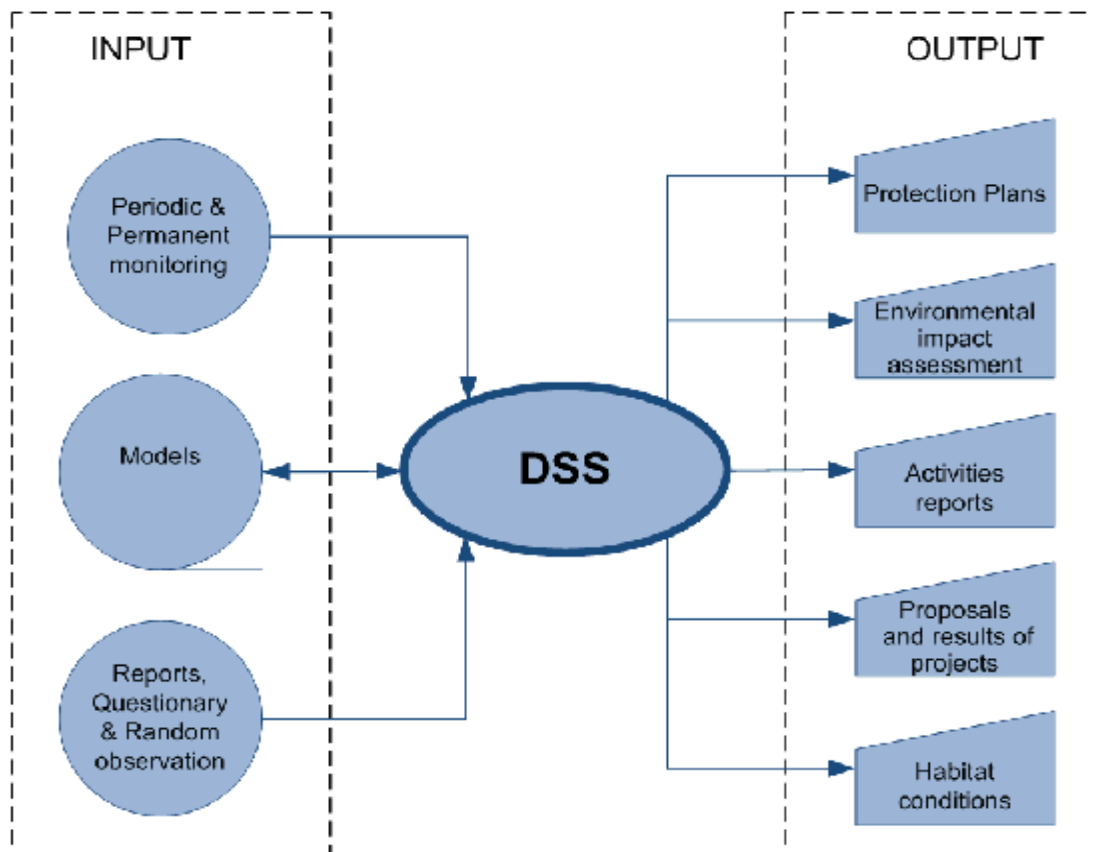 INPUT
Periodic &
Permanent
monitoring
Models
Reports,
Questionary
& Random
observation
DSS
OUTPUT
Protection Plans
Environmental
impact
assessment
Activities
reports
Proposals
and results of
projects
Habitat
conditions